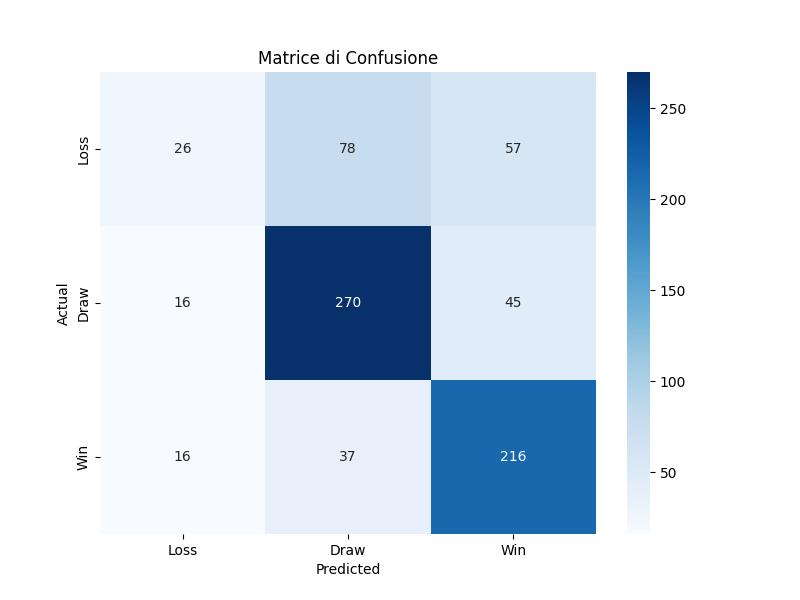 Matrice di Confusione
Loss 26 78 57
Draw 16 270 45
Win 16 37 216
Actual
Loss Draw Win
Predicted
250
200
150
100
50